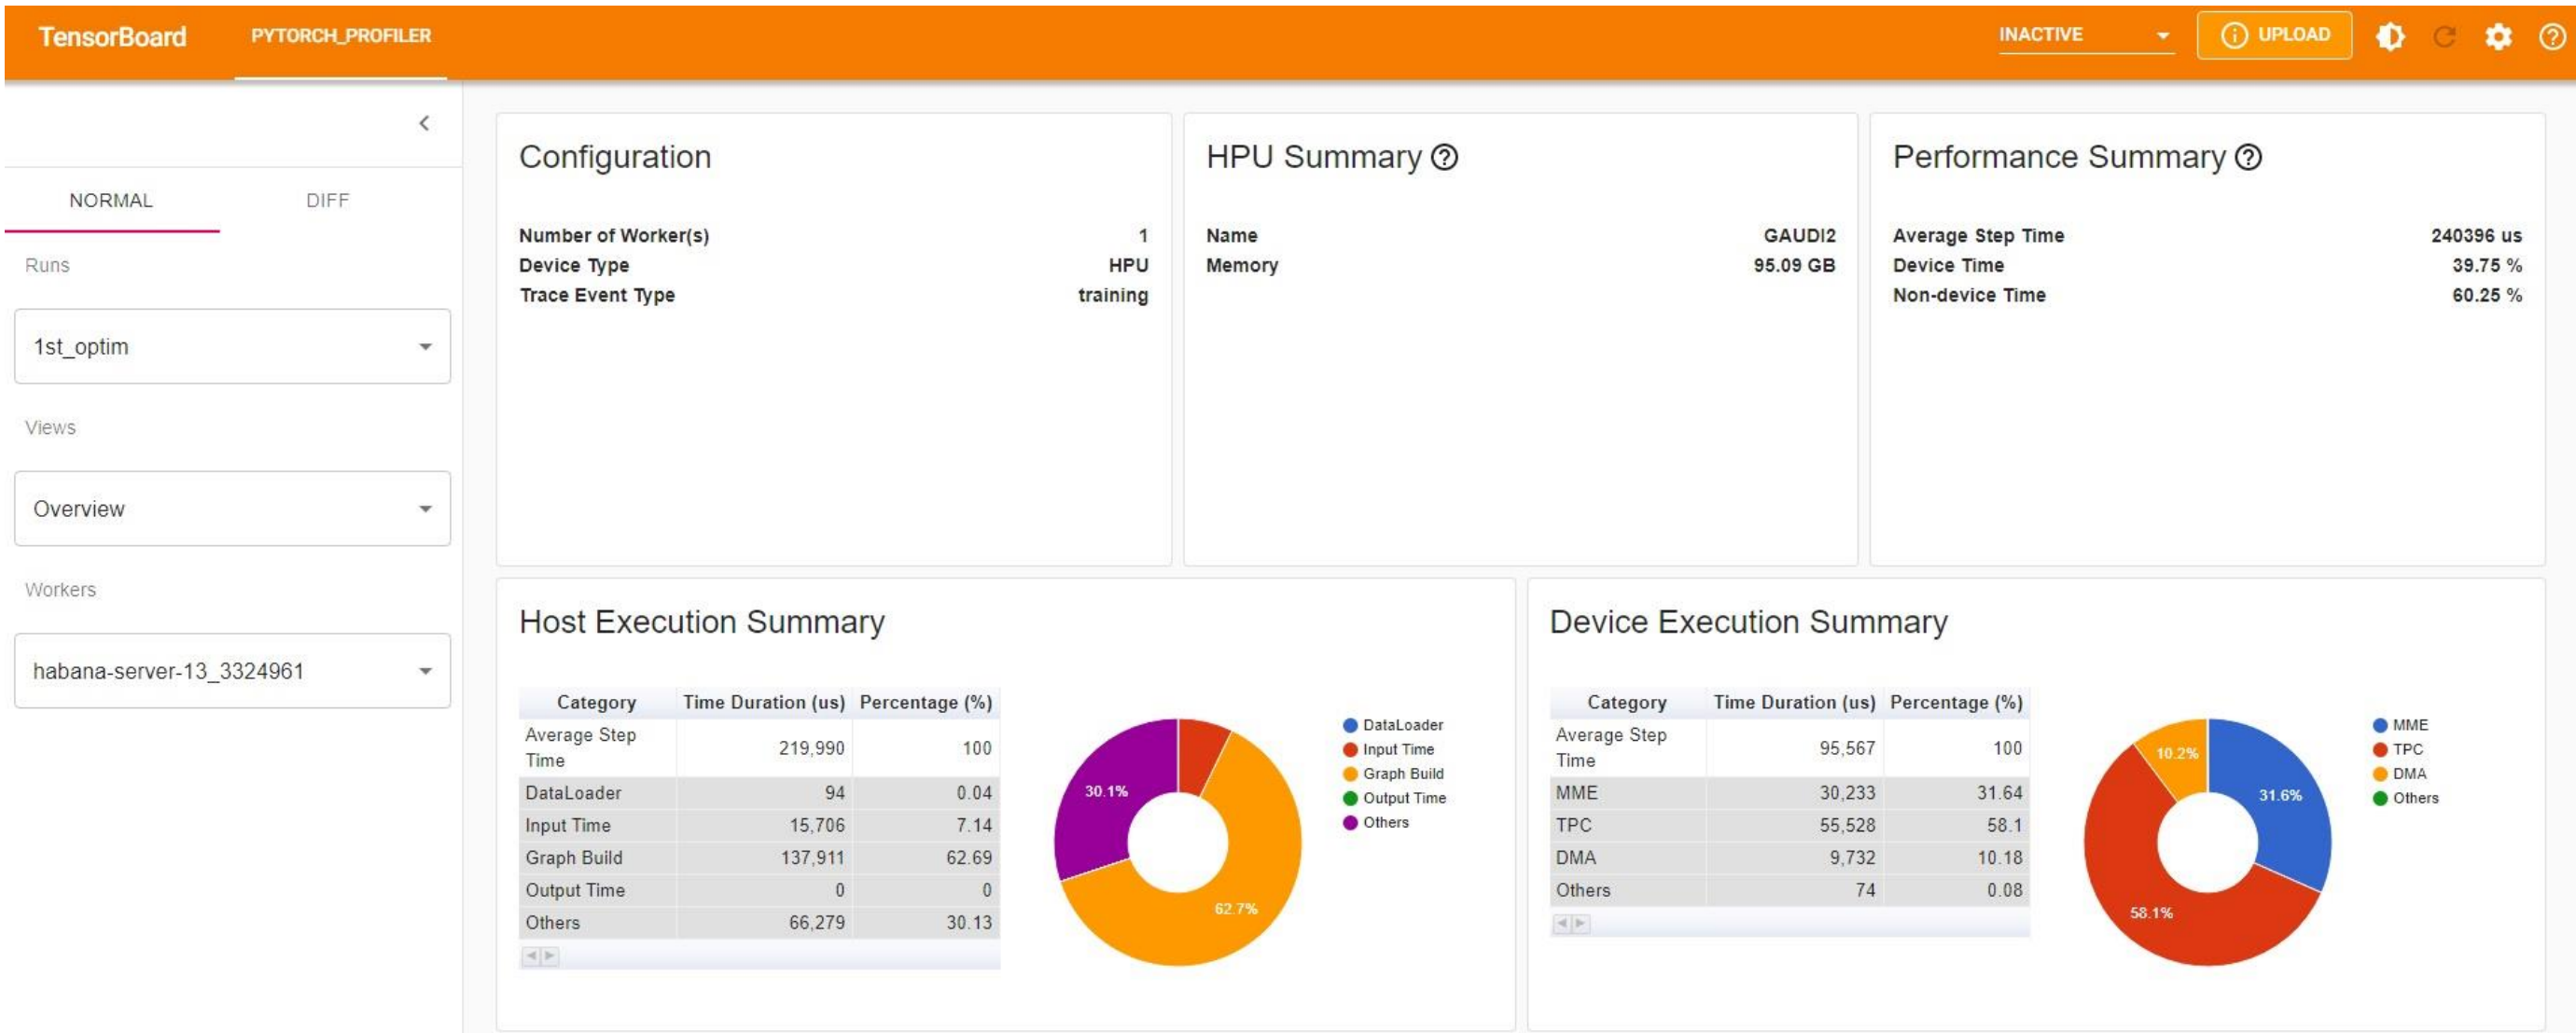 TensorBoard PYTORCH_PROFILER INACTIVE UPLOAD
NORMAL DIFF
Runs
1st_optim
Views
Overview
Workers
habana-server-13_3324961
Configuration
Number of Worker(s) 1
Device Type HPU
Trace Event Type training
HPU Summary
Name GAUDI2
Memory 95.09 GB
Performance Summary
Average Step Time 240396 us
Device Time 39.75 %
Non-device Time 60.25 %
Host Execution Summary
Category Time Duration (us) Percentage (%)
Average Step Time 219,990 100
DataLoader 94 0.04
Input Time 15,706 7.14
Graph Build 137,911 62.69
Output Time 0 0
Others 66,279 30.13
30.1%
62.7%
DataLoader
Input Time
Graph Build
Output Time
Others
Device Execution Summary
Category Time Duration (us) Percentage (%)
Average Step Time 95,567 100
MME 30,233 31.64
TPC 55,528 58.1
DMA 9,732 10.18
Others 74 0.08
10.2%
31.6%
58.1%
MME
TPC
DMA
Others